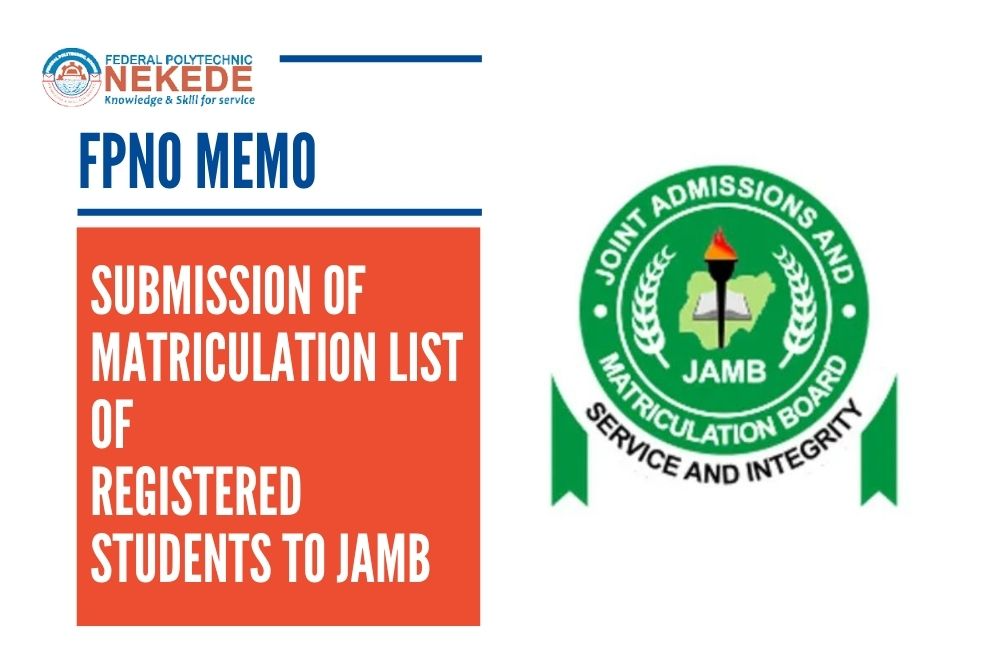 FEDERAL POLYTECHNIC
NEKEDE
Knowledge & Skill for service
FPNO MEMO
SUBMISSION OF
MATRICULATION LIST
OF
REGISTERED
STUDENTS TO JAMB
JOINT ADMISSIONS AND
MATRICULATION BOARD
JAMB
SERVICE AND INTEGRITY